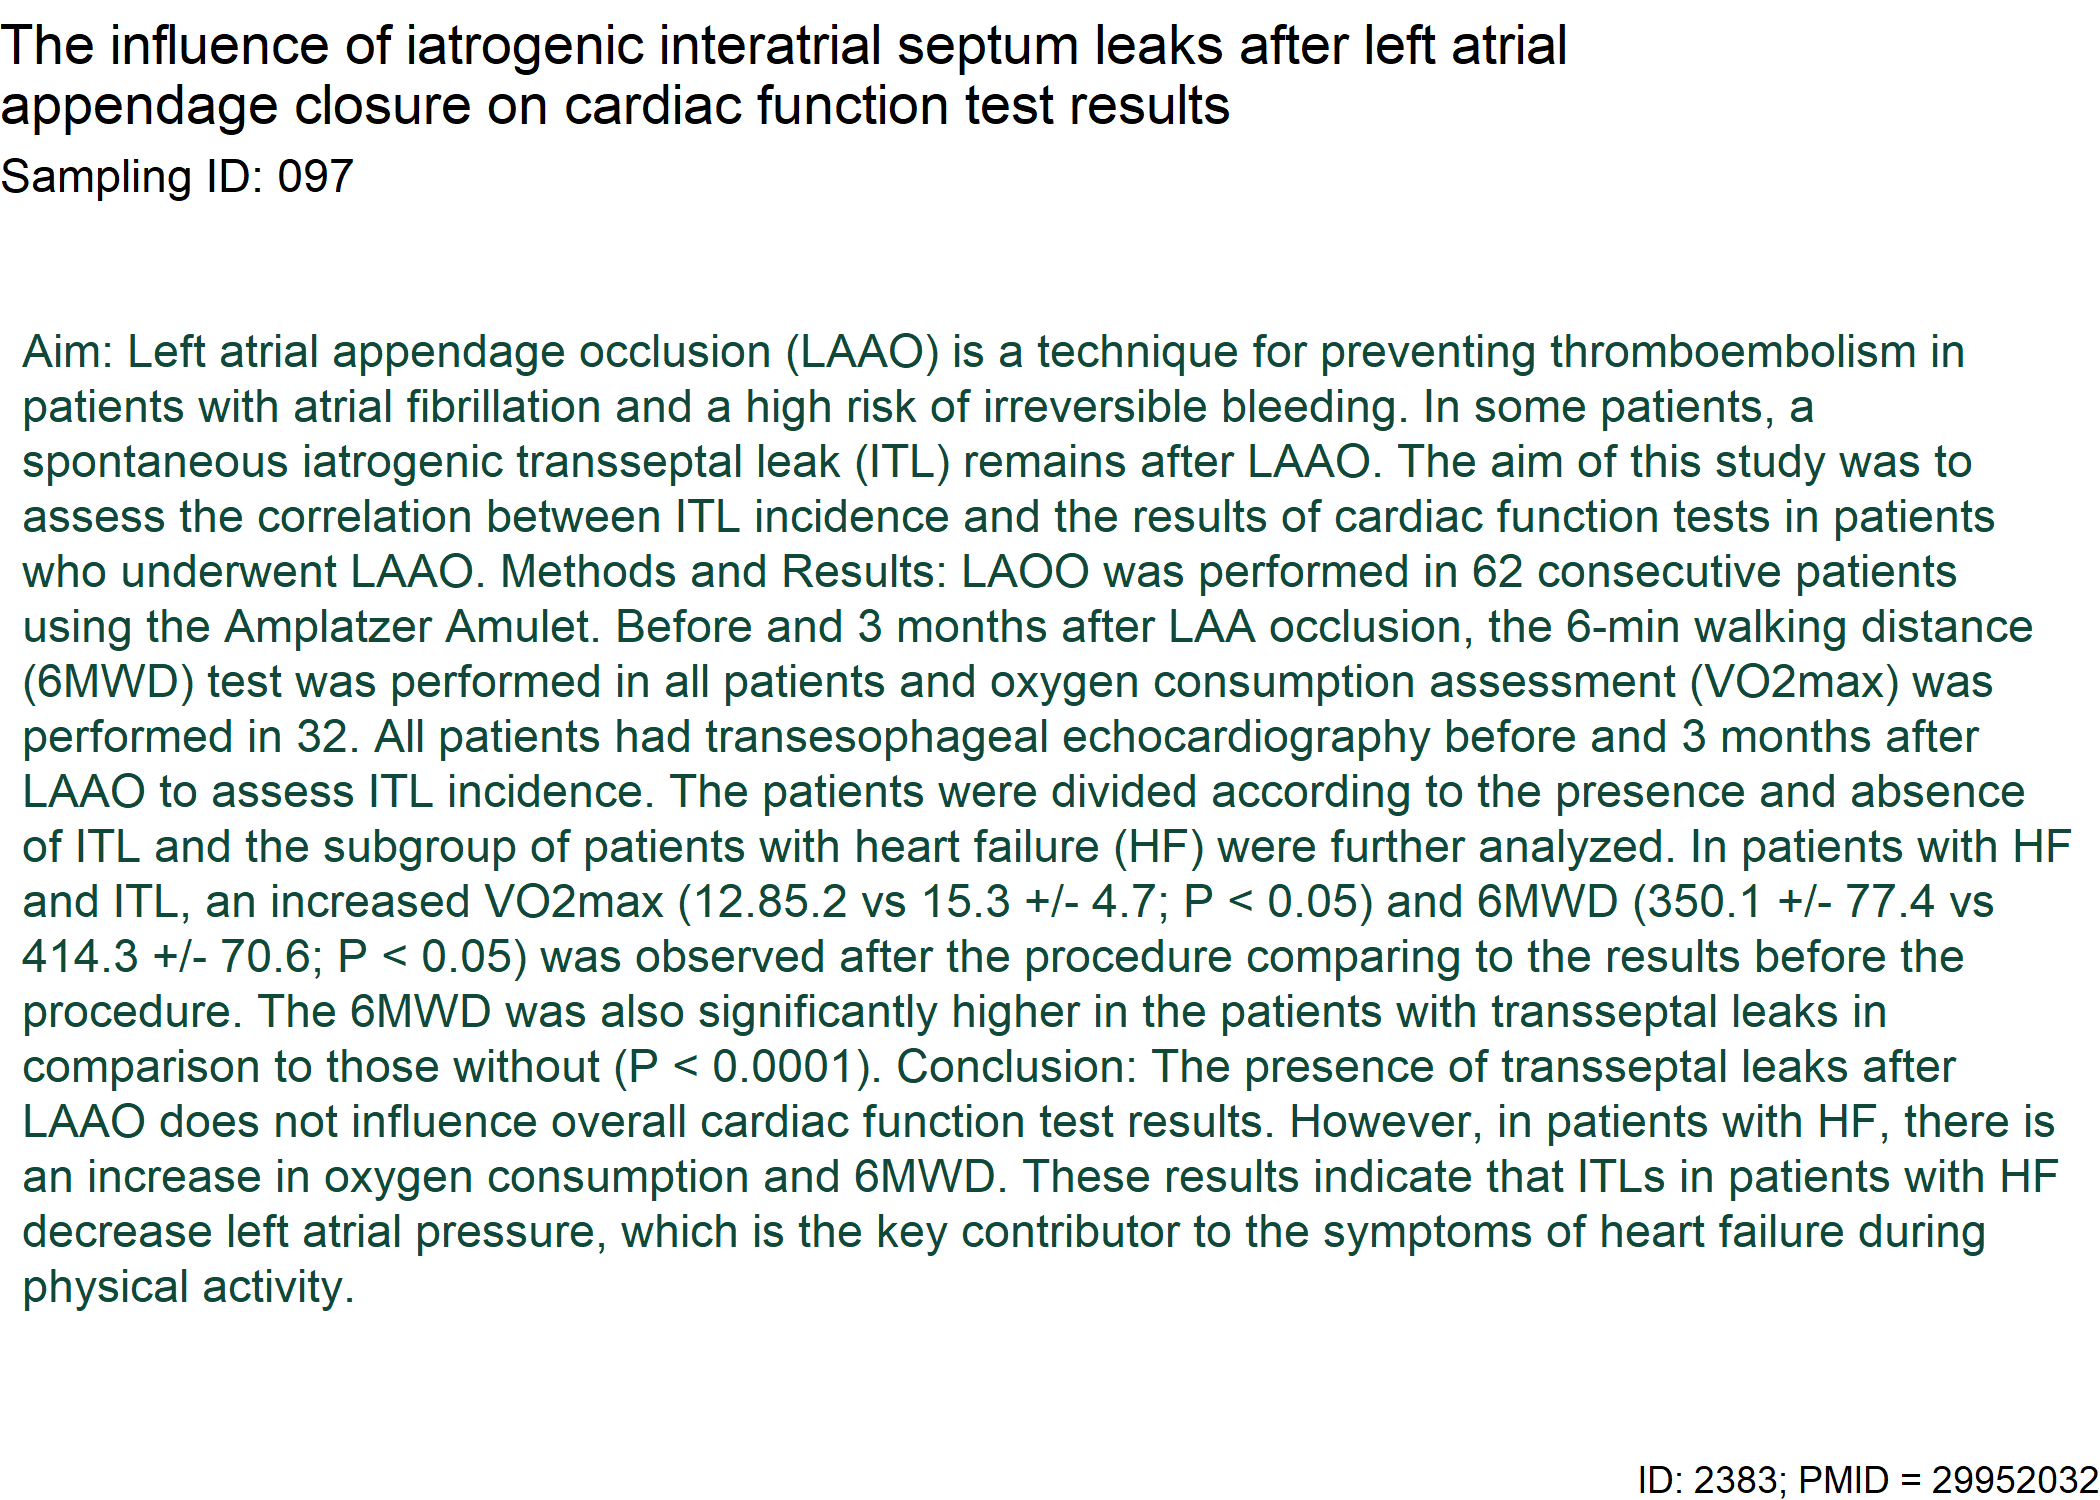 The influence of iatrogenic interatrial septum leaks after left atrial
appendage closure on cardiac function test results
Sampling ID: 097
Aim: Left atrial appendage occlusion (LAAO) is a technique for preventing thromboembolism in
patients with atrial fibrillation and a high risk of irreversible bleeding. In some patients, a
spontaneous iatrogenic transseptal leak (ITL) remains after LAAO. The aim of this study was to
assess the correlation between ITL incidence and the results of cardiac function tests in patients
who underwent LAAO. Methods and Results: LAOO was performed in 62 consecutive patients
using the Amplatzer Amulet. Before and 3 months after LAA occlusion, the 6-min walking distance
(6MWD) test was performed in all patients and oxygen consumption assessment (VO2max) was
performed in 32. All patients had transesophageal echocardiography before and 3 months after
LAAO to assess ITL incidence. The patients were divided according to the presence and absence
of ITL and the subgroup of patients with heart failure (HF) were further analyzed. In patients with HF
and ITL, an increased VO2max (12.85.2 vs 15.3 +/- 4.7; P < 0.05) and 6MWD (350.1 +/- 77.4 vs
414.3 +/- 70.6; P < 0.05) was observed after the procedure comparing to the results before the
procedure. The 6MWD was also significantly higher in the patients with transseptal leaks in
comparison to those without (P < 0.0001). Conclusion: The presence of transseptal leaks after
LAAO does not influence overall cardiac function test results. However, in patients with HF, there is
an increase in oxygen consumption and 6MWD. These results indicate that ITLs in patients with HF
decrease left atrial pressure, which is the key contributor to the symptoms of heart failure during
physical activity.
ID: 2383; PMID = 29952032